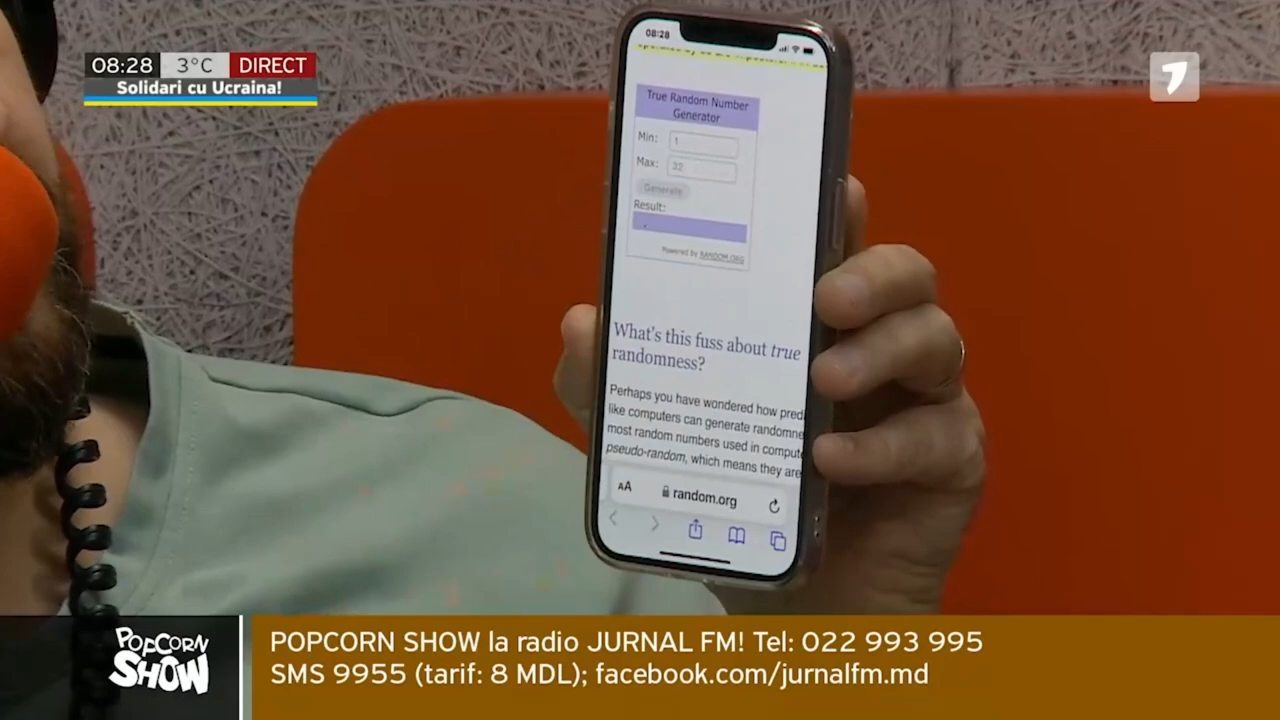 08:28 3°C DIRECT
Solidari cu Ucraina!
08:28
True Random Number
Generator
Min: 1
Max: 32
Generate
Result:
Powered by RANDOM.ORG
What's this fuss about true
randomness?
Perhaps you have wondered how predi
like computers can generate randomne
most random numbers used in compute
pseudo-random, which means they are
AA random.org
POPCORN
SHOW
POPCORN SHOW la radio JURNAL FM! Tel: 022 993 995
SMS 9955 (tarif: 8 MDL); facebook.com/jurnalfm.md